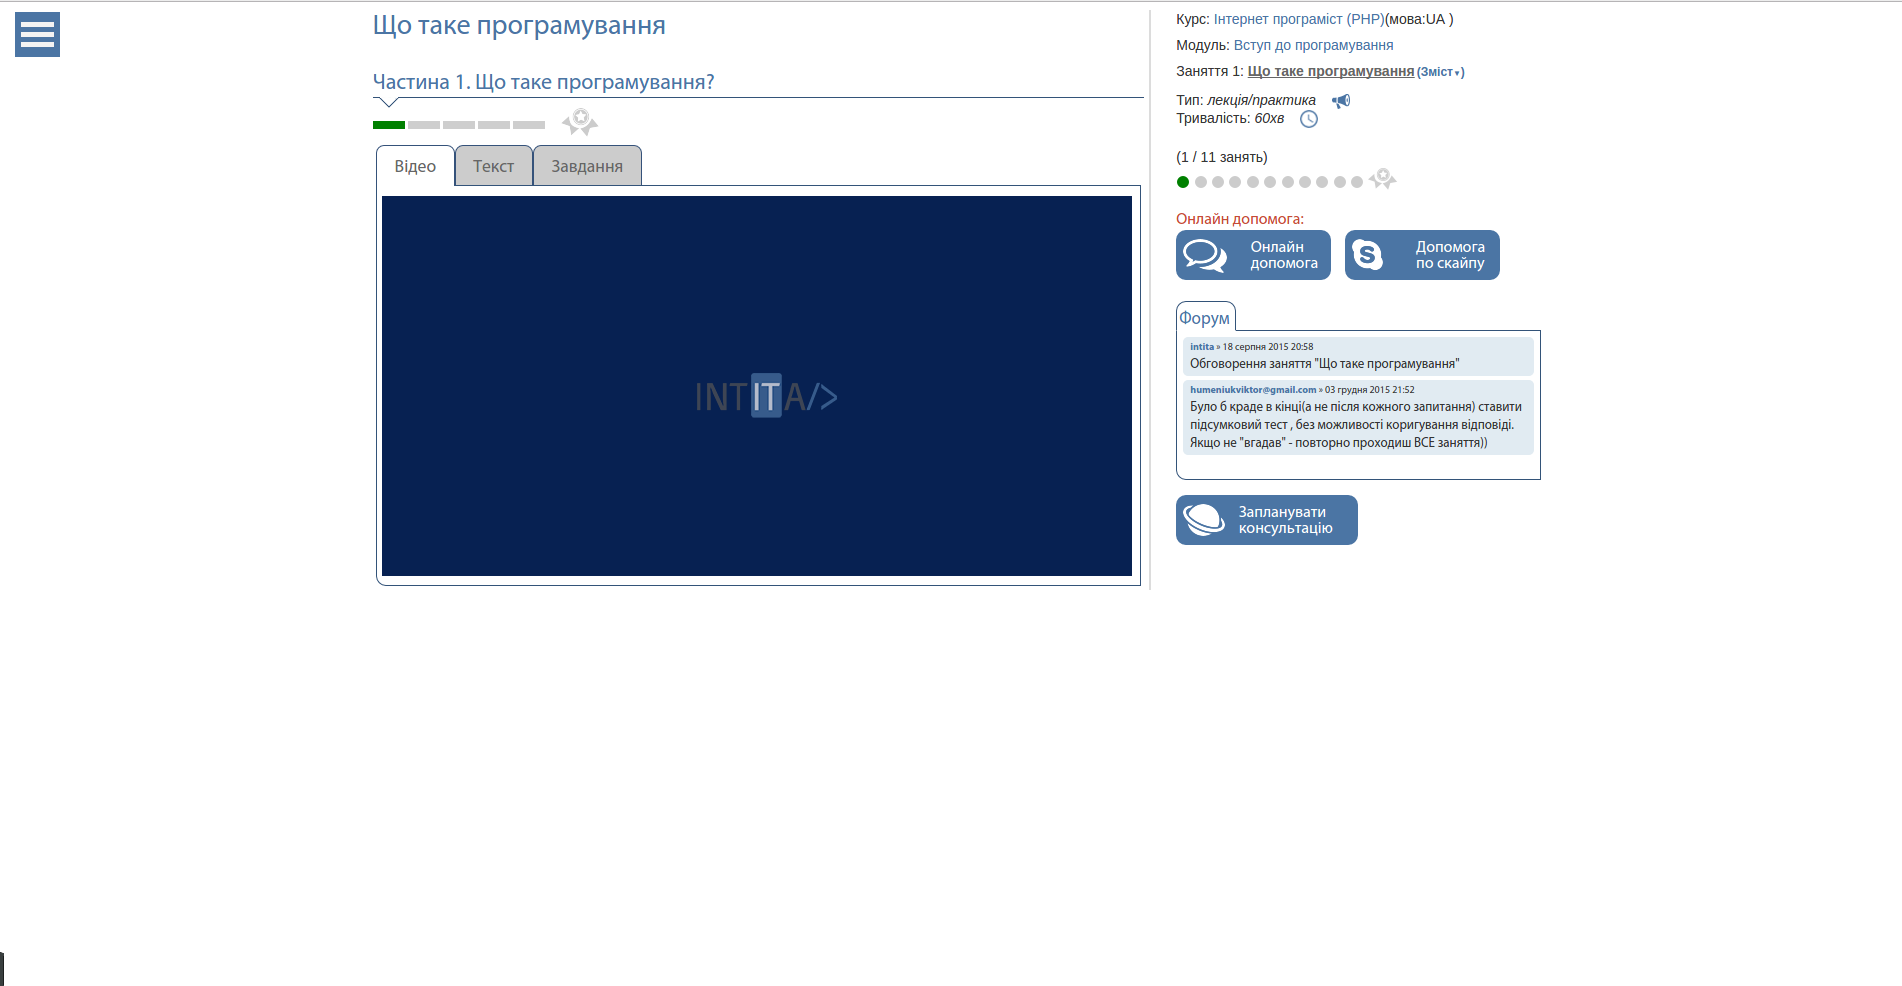 Що таке програмування
Частина 1. Що таке програмування?
Відео
Текст
Завдання
INTITA/>
Курс: Інтернет програміст (PHP)(мова:UA )
Модуль: Вступ до програмування
Заняття 1: Що таке програмування (Зміст▼)
Тип: лекція/практика
Тривалість: 60хв
(1 / 11 занять)
Онлайн допомога:
Онлайн
допомога
Допомога
по скайпу
Форум
intita » 18 серпня 2015 20:58
Обговорення заняття "Що таке програмування"
humeniukviktor@gmail.com » 03 грудня 2015 21:52
Було б краде в кінці(а не після кожного запитання) ставити
підсумковий тест , без можливості коригування відповіді.
Якщо не "вгадав" - повторно проходиш ВСЕ заняття))
Запланувати
консультацію